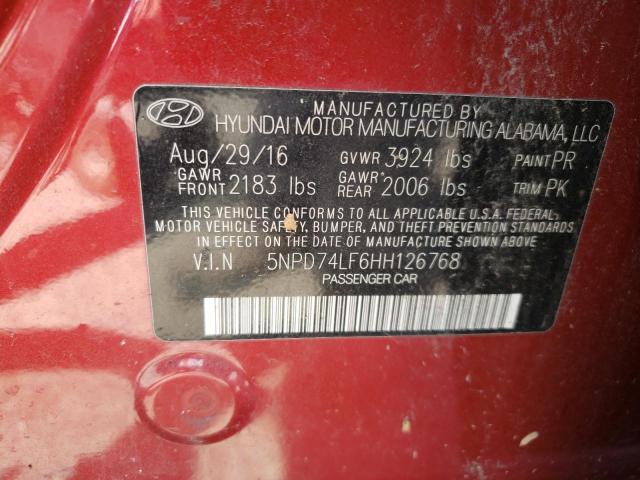 MANUFACTURED BY
HYUNDAI MOTOR MANUFACTURING ALABAMA, LLC
Aug/29/16 GVWR 3924 lbs PAINT PR
GAWR FRONT 2183 lbs GAWR REAR 2006 lbs TRIM PK
THIS VEHICLE CONFORMS TO ALL APPLICABLE U.S.A. FEDERAL
MOTOR VEHICLE SAFETY, BUMPER, AND THEFT PREVENTION STANDARDS
IN EFFECT ON THE DATE OF MANUFACTURE SHOWN ABOVE.
V.I.N 5NPD74LF6HH126768
PASSENGER CAR